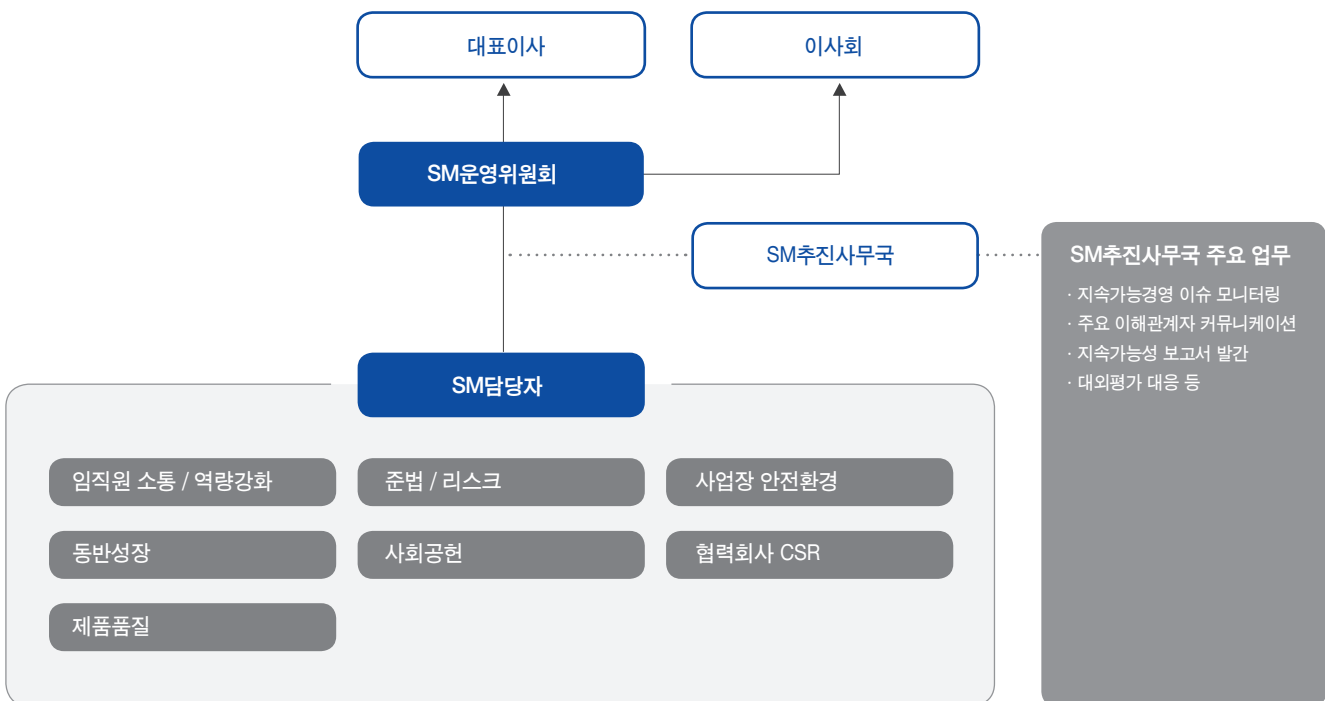 대표이사
이사회
SM운영위원회
SM추진사무국
SM추진사무국 주요 업무
· 지속가능경영 이슈 모니터링
· 주요 이해관계자 커뮤니케이션
· 지속가능성 보고서 발간
· 대외평가 대응 등
SM담당자
임직원 소통 / 역량강화
준법 / 리스크
사업장 안전환경
동반성장
사회공헌
협력회사 CSR
제품품질